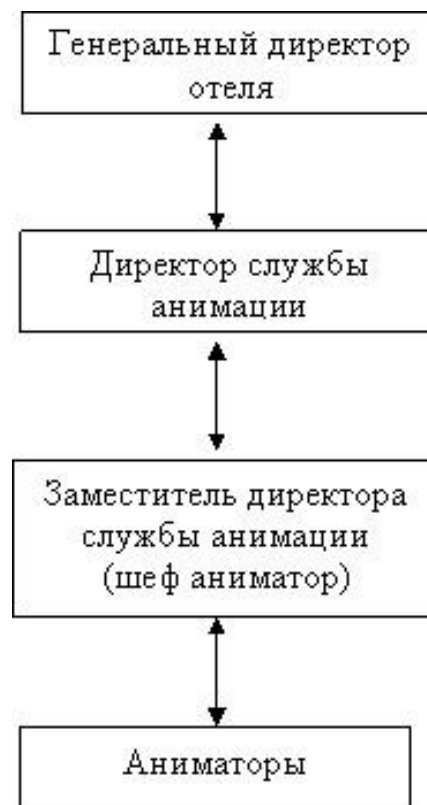 Генеральный директор
отеля
Директор службы
анимации
Заместитель директора
службы анимации
(шеф аниматор)
Аниматоры